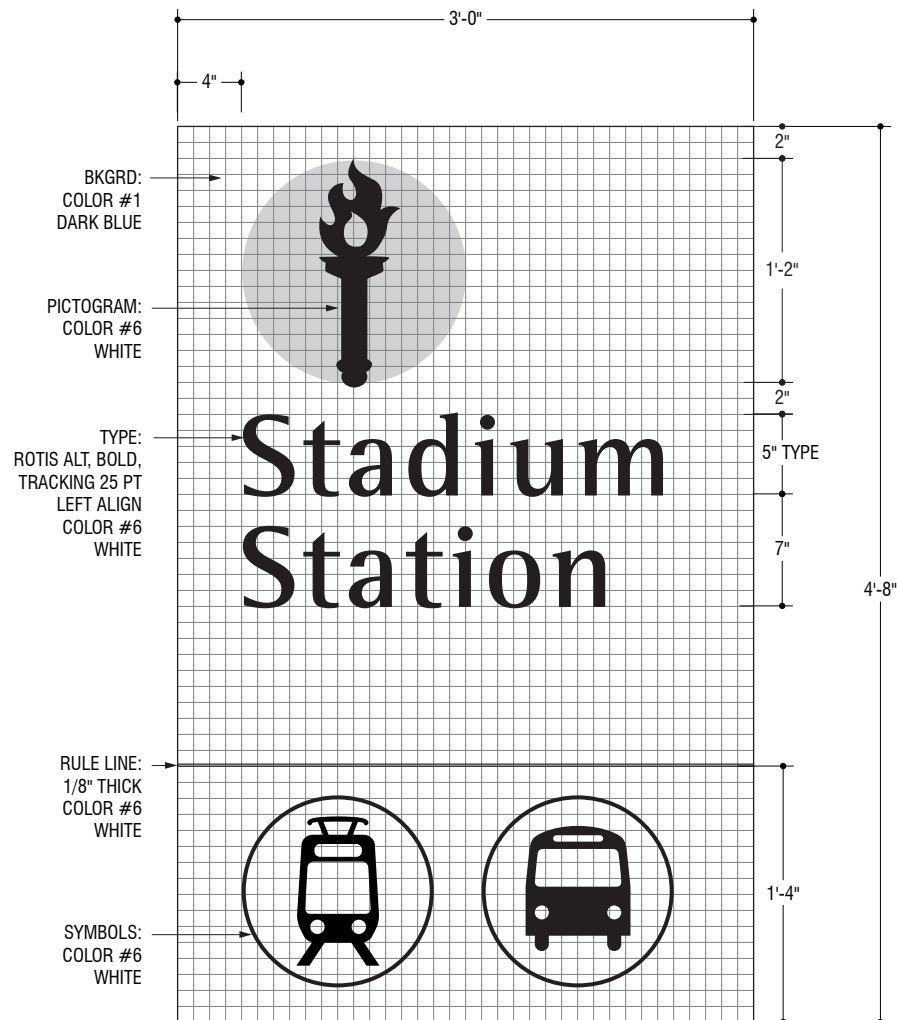 3'-0"
4"
2"
BKGRD:
COLOR #1
DARK BLUE
1'-2"
PICTOGRAM:
COLOR #6
WHITE
2"
Stadium
TYPE:
ROTIS ALT, BOLD,
TRACKING 25 PT
LEFT ALIGN
COLOR #6
WHITE
5" TYPE
Station
7"
4'-8"
RULE LINE:
1/8" THICK
COLOR #6
WHITE
1'-4"
SYMBOLS:
COLOR #6
WHITE